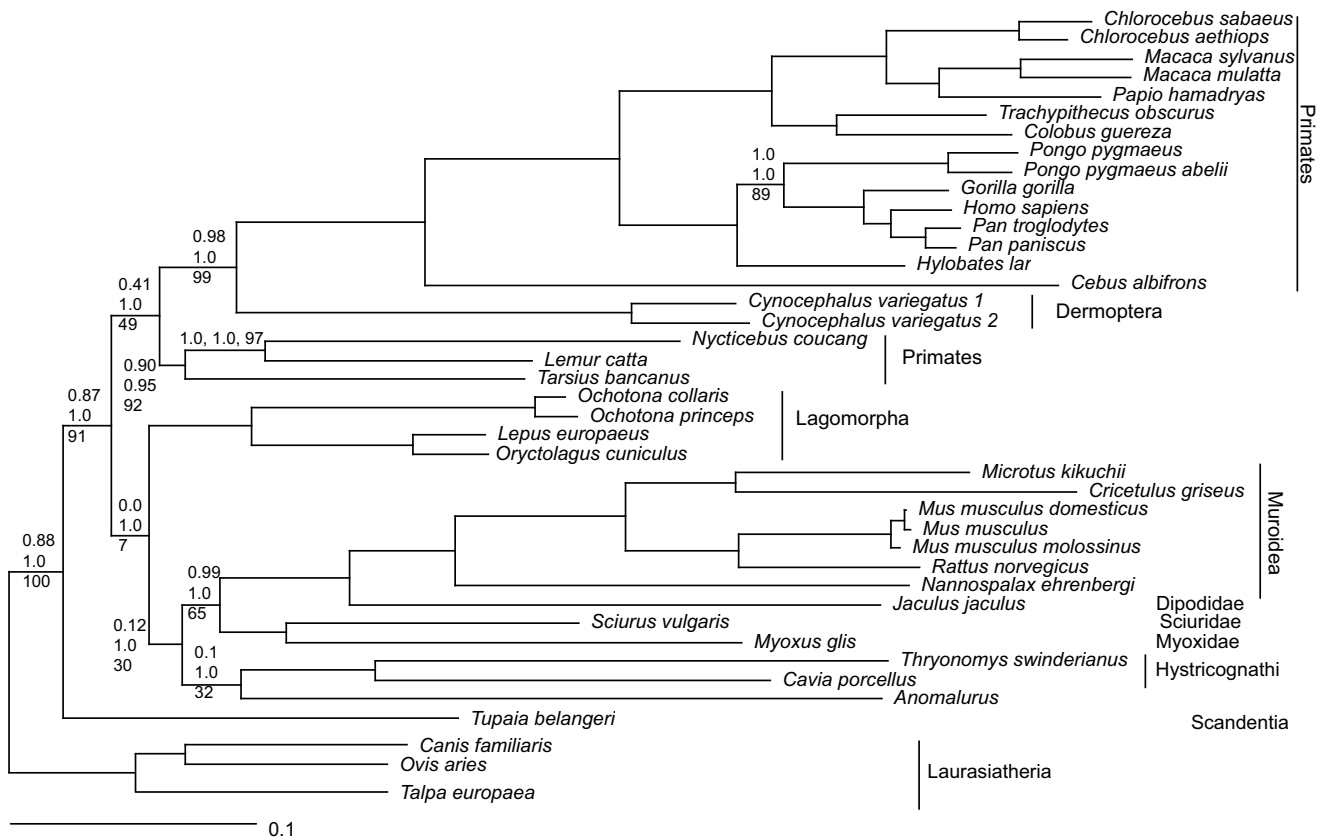 Chlorocebus sabaeus
Chlorocebus aethiops
Macaca sylvanus
Macaca mulatta
Papio hamadryas
Trachypithecus obscurus
Colobus guereza
Primates
1.0
1.0
89
Pongo pygmaeus
Pongo pygmaeus abelii
Gorilla gorilla
Homo sapiens
Pan troglodytes
Pan paniscus
Hylobates lar
0.98
1.0
99
Cebus albifrons
0.41
1.0
49
Cynocephalus variegatus 1
Cynocephalus variegatus 2
Dermoptera
1.0, 1.0, 97
Nycticebus coucang
Lemur catta
Tarsius bancanus
Primates
0.90
0.95
92
0.87
1.0
91
Ochotona collaris
Ochotona princeps
Lepus europaeus
Oryctolagus cuniculus
Lagomorpha
Microtus kikuchii
Cricetulus griseus
Mus musculus domesticus
Mus musculus
Mus musculus molossinus
Rattus norvegicus
Nannospalax ehrenbergi
Muroidea
0.0
1.0
7
0.88
1.0
100
0.99
1.0
65
Jaculus jaculus
Dipodidae
Sciurus vulgaris
Sciuridae
Myoxus glis
Myoxidae
0.12
1.0
30
0.1
1.0
32
Thryonomys swinderianus
Cavia porcellus
Hystricognathi
Anomalurus
Tupaia belangeri
Scandentia
Canis familiaris
Ovis aries
Talpa europaea
Laurasiatheria
0.1